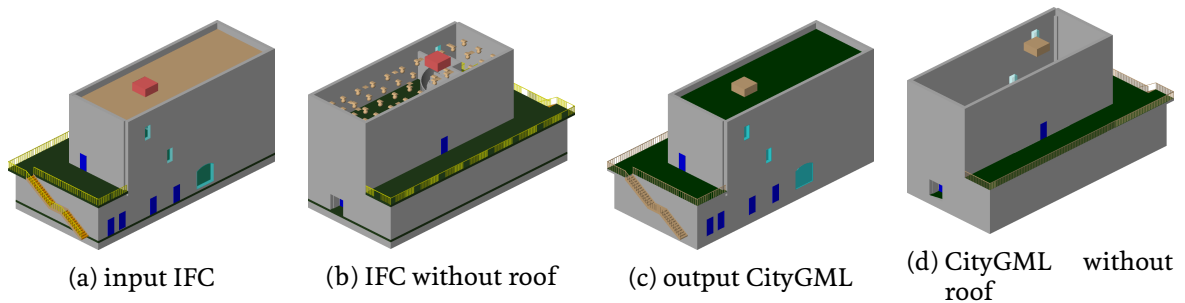 (a) input IFC
(b) IFC without roof
(c) output CityGML
(d) CityGML without
roof